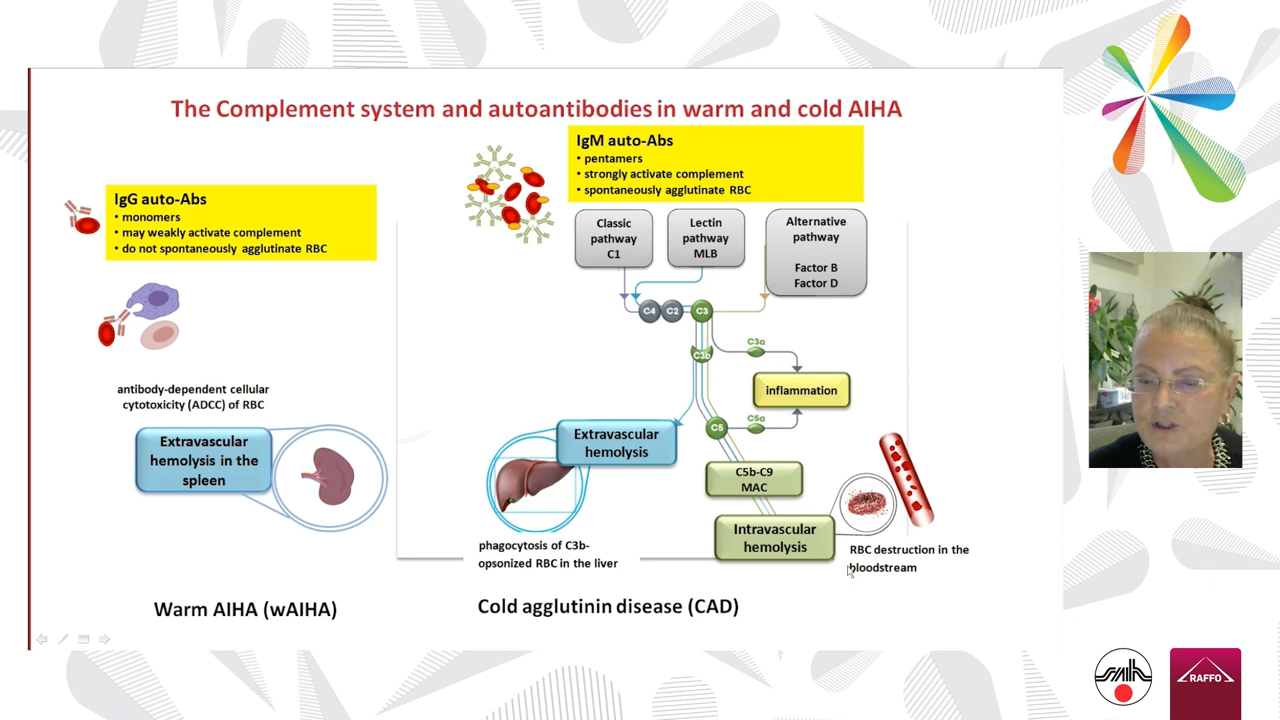 The Complement system and autoantibodies in warm and cold AIHA
IgG auto-Abs
• monomers
• may weakly activate complement
• do not spontaneously agglutinate RBC
antibody-dependent cellular
cytotoxicity (ADCC) of RBC
Extravascular
hemolysis in the
spleen
Warm AIHA (wAIHA)
IgM auto-Abs
• pentamers
• strongly activate complement
• spontaneously agglutinate RBC
Classic
pathway
C1
Lectin
pathway
MLB
Alternative
pathway
Factor B
Factor D
C4
C2
C3
C3b
C3a
inflammation
C5
C5a
Extravascular
hemolysis
C5b-C9
MAC
Intravascular
hemolysis
phagocytosis of C3b-
opsonized RBC in the liver
RBC destruction in the
bloodstream
Cold agglutinin disease (CAD)
RAFFO